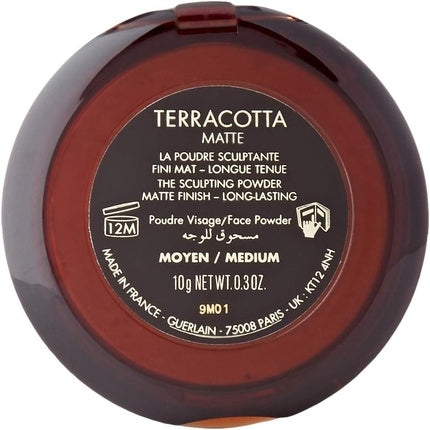 TERRACOTTA
MATTE
LA POUDRE SCULPTANTE
FINI MAT – LONGUE TENUE
THE SCULPTING POWDER
MATTE FINISH – LONG-LASTING
12M
Poudre Visage/Face Powder
مسحوق للوجه
MOYEN / MEDIUM
10g NET WT. 0.3 OZ.
9M01
MADE IN FRANCE - GUERLAIN - 75008 PARIS - UK : KT12 4NH